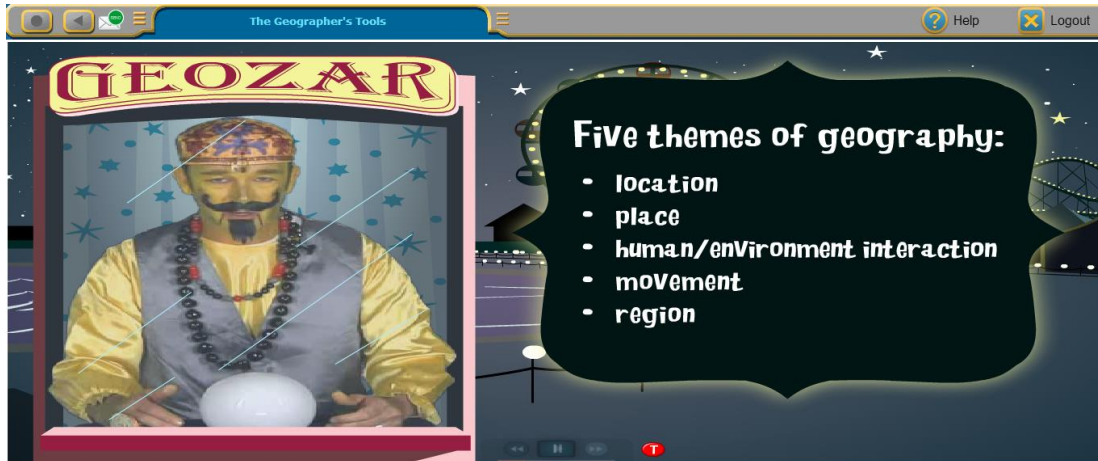 The Geographer's Tools
Help
Logout
GEOZAR
Five themes of geography:
- location
- place
- human/environment interaction
- movement
- region
T